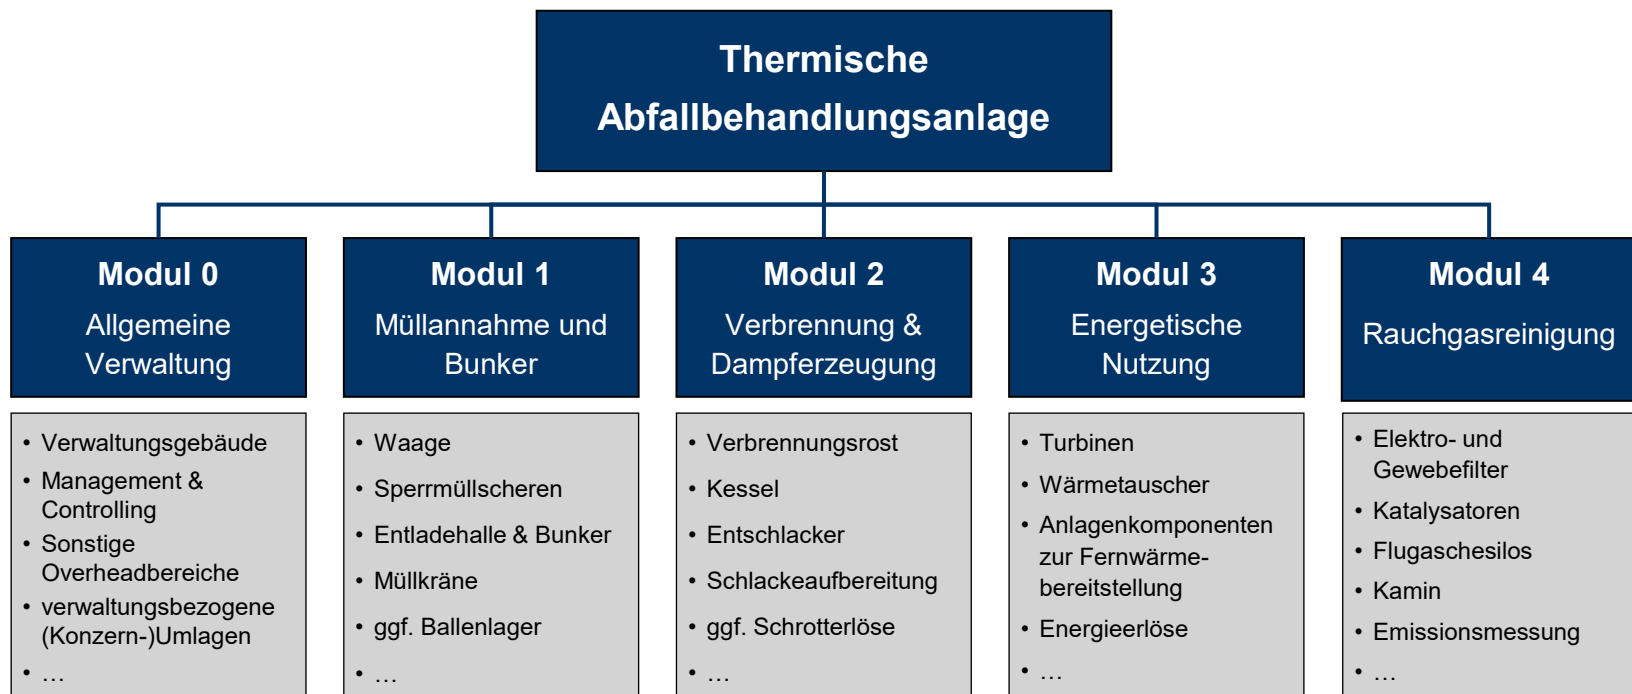 Thermische
Abfallbehandlungsanlage
Modul 0
Allgemeine
Verwaltung
• Verwaltungsgebäude
• Management &
Controlling
• Sonstige
Overheadbereiche
• verwaltungsbezogene
(Konzern-)Umlagen
• …
Modul 1
Müllannahme und
Bunker
• Waage
• Sperrmüllscheren
• Entladehalle & Bunker
• Müllkräne
• ggf. Ballenlager
• …
Modul 2
Verbrennung &
Dampferzeugung
• Verbrennungsrost
• Kessel
• Entschlacker
• Schlackeaufbereitung
• ggf. Schrotterlöse
• …
Modul 3
Energetische
Nutzung
• Turbinen
• Wärmetauscher
• Anlagenkomponenten
zur Fernwärme-
bereitstellung
• Energieerlöse
• …
Modul 4
Rauchgasreinigung
• Elektro- und
Gewebefilter
• Katalysatoren
• Flugaschesilos
• Kamin
• Emissionsmessung
• …